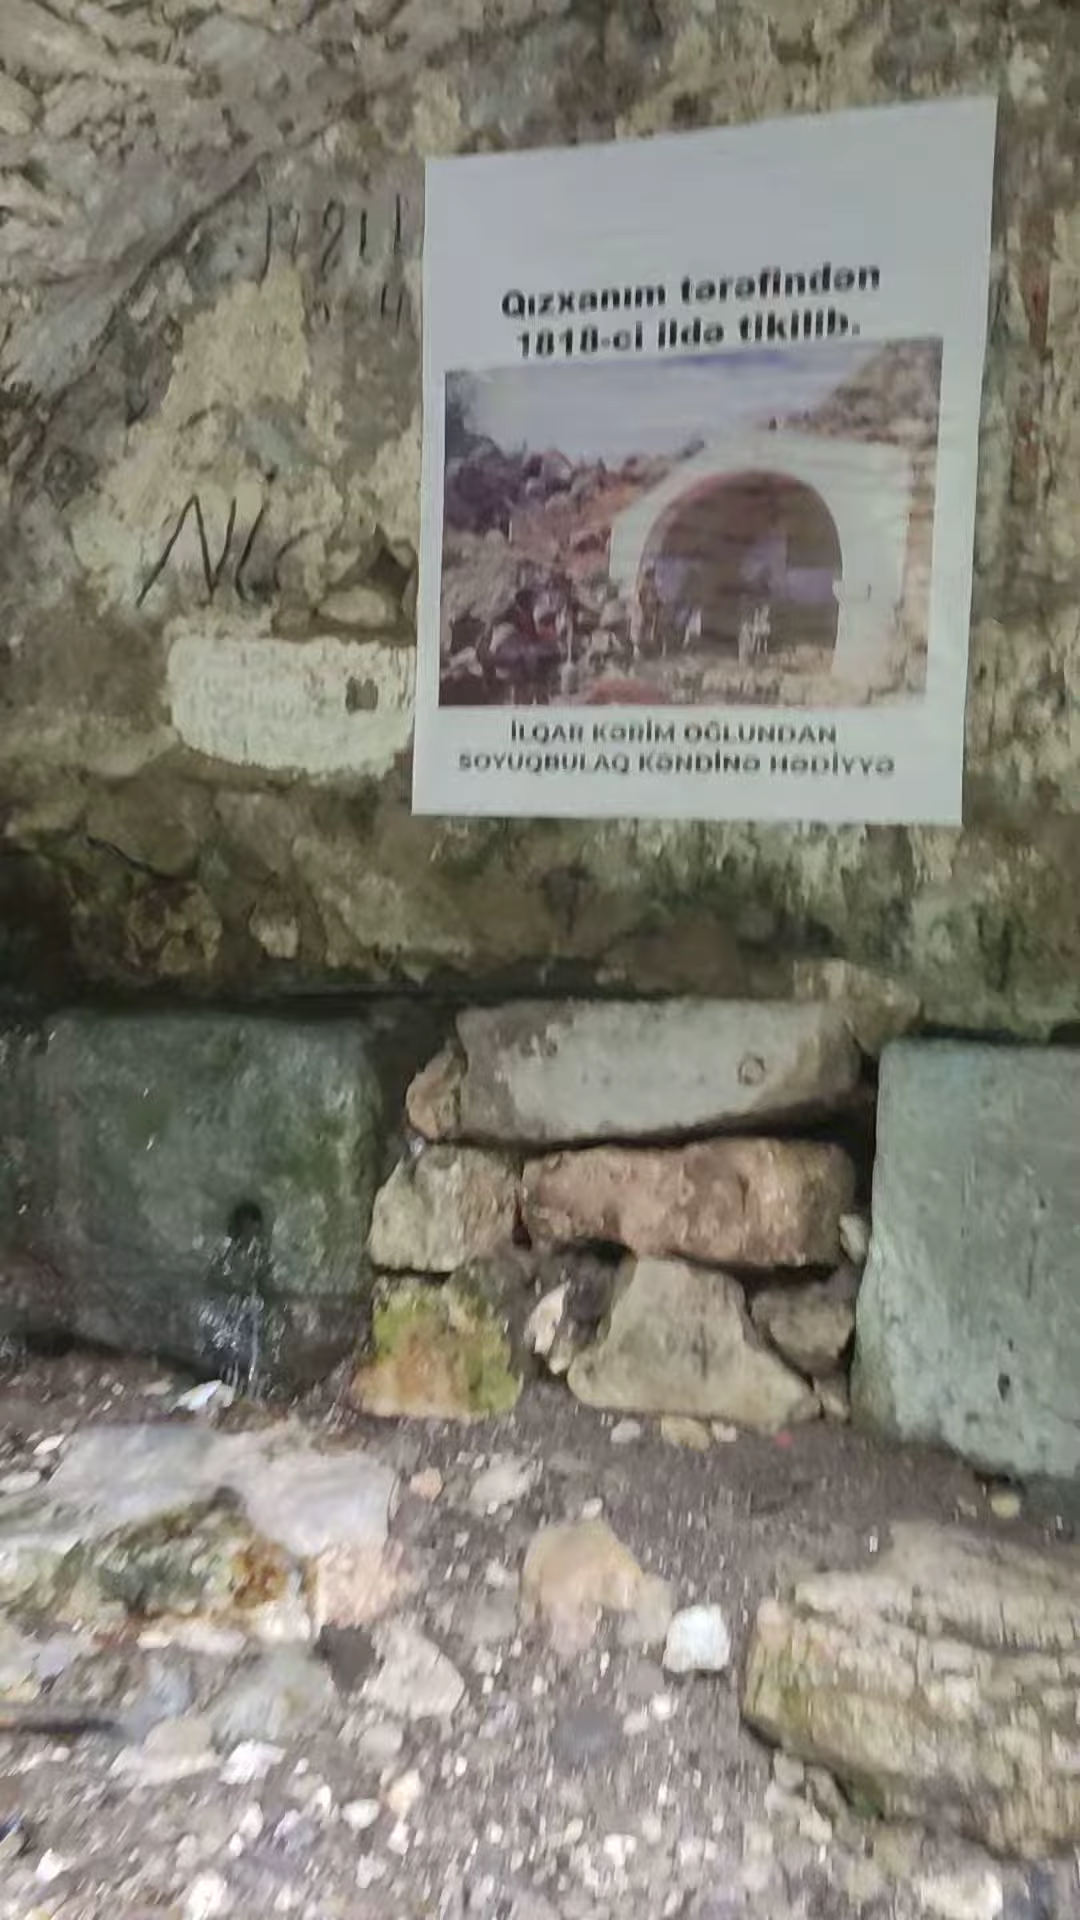 Qızxanım tərəfindən
1818-ci ildə tikilib.
İLQAR KƏRİM OĞLUNDAN
SOYUQBULAQ KƏNDİNƏ HƏDİYYƏ